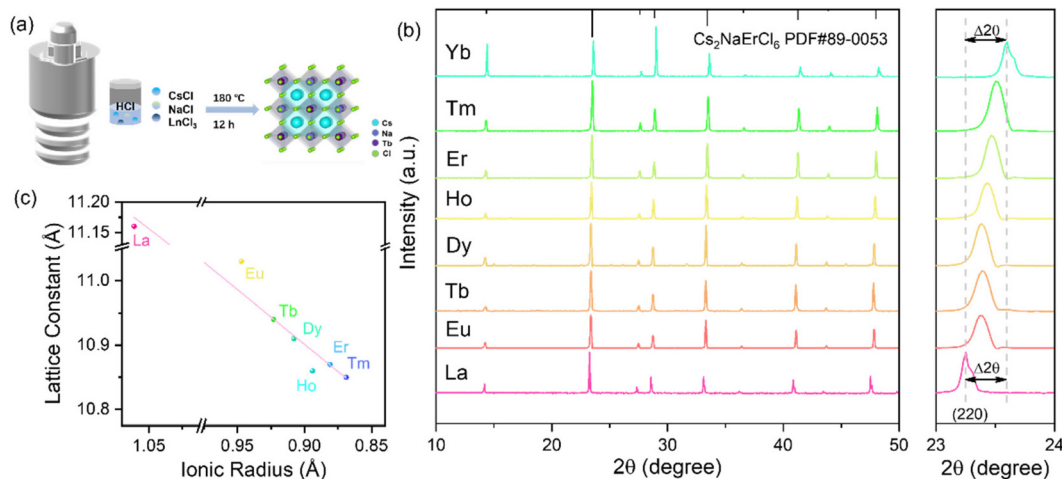 (a)
HCl
CsCl
NaCl
LnCl₃
180 °C
12 h
Cs
Na
Tb
Cl
(b)
Cs₂NaErCl₆ PDF#89-0053
Yb
Tm
Er
Ho
Dy
Tb
Eu
La
Intensity (a.u.)
10 20 30 40 50
2θ (degree)
Δ2θ
Δ2θ
(220)
23 24
2θ (degree)
(c)
11.20
11.15
11.0
10.9
10.8
Lattice Constant (Å)
La
Eu
Tb
Dy
Er
Ho
Tm
1.05 0.95 0.90 0.85 0.840
Ionic Radius (Å)